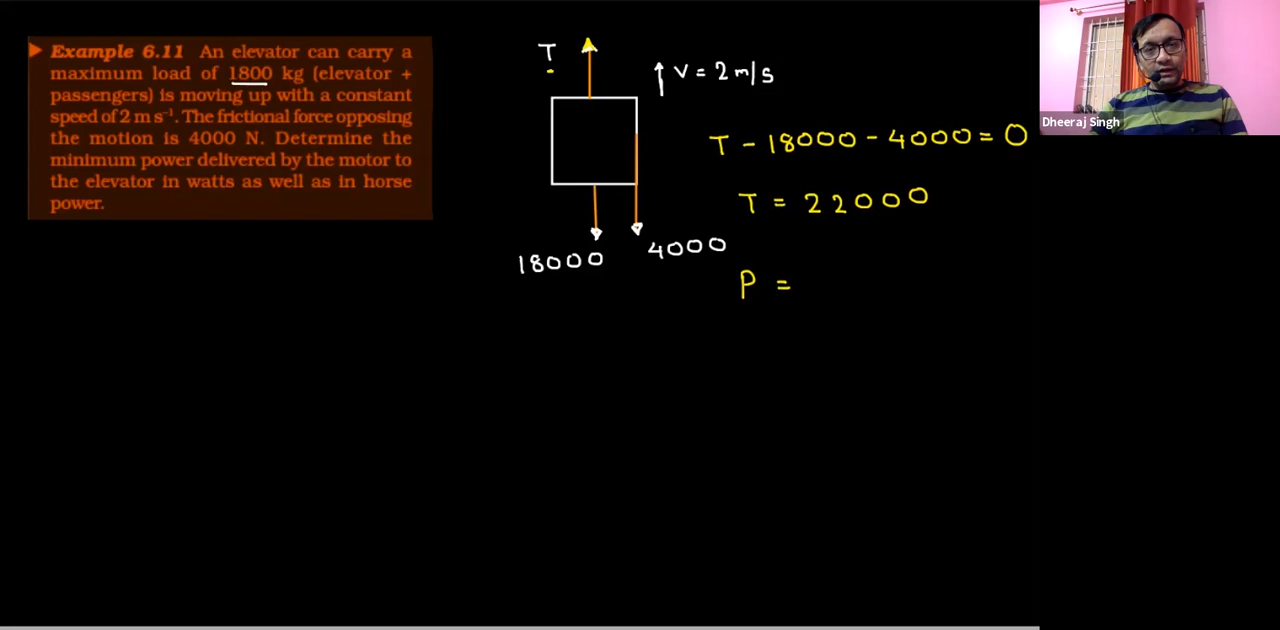 Example 6.11 An elevator can carry a
maximum load of 1800 kg (elevator +
passengers) is moving up with a constant
speed of 2 m s⁻¹. The frictional force opposing
the motion is 4000 N. Determine the
minimum power delivered by the motor to
the elevator in watts as well as in horse
power.
T
v = 2 m/s
18000
4000
T - 18000 - 4000 = 0
T = 22000
P =
Dheeraj Singh